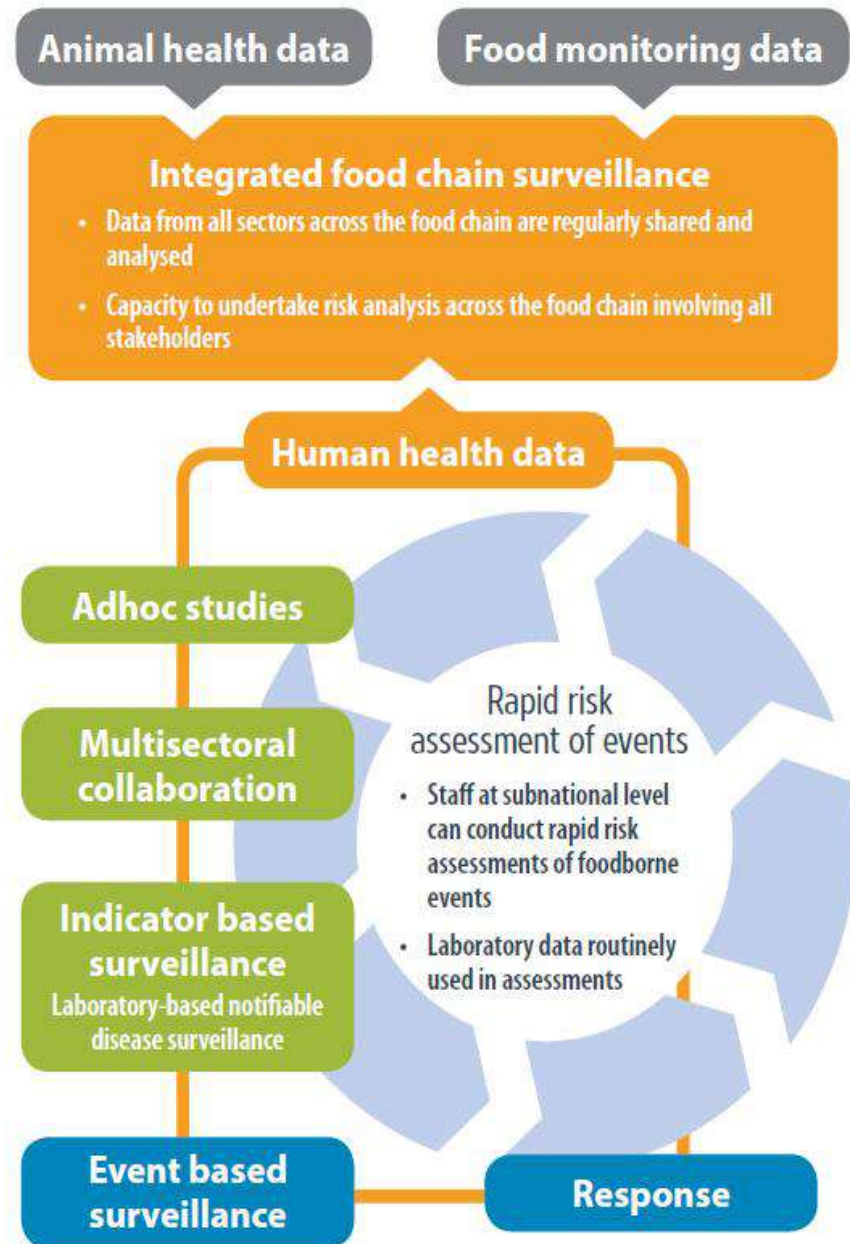 Animal health data
Food monitoring data
Integrated food chain surveillance
• Data from all sectors across the food chain are regularly shared and
analysed
• Capacity to undertake risk analysis across the food chain involving all
stakeholders
Human health data
Adhoc studies
Multisectoral
collaboration
Indicator based
surveillance
Laboratory-based notifiable
disease surveillance
Event based
surveillance
Rapid risk
assessment of events
• Staff at subnational level
can conduct rapid risk
assessments of foodborne
events
• Laboratory data routinely
used in assessments
Response